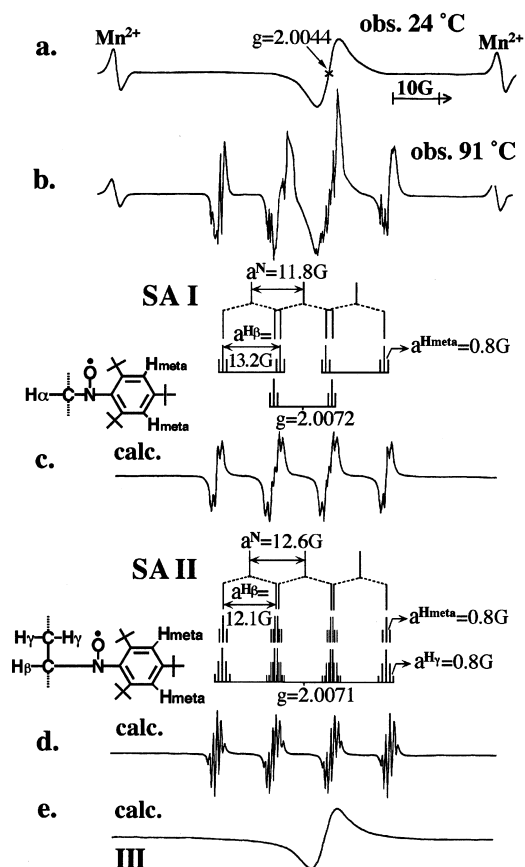 a.
Mn²⁺
g=2.0044
obs. 24 °C
Mn²⁺
10G
b.
obs. 91 °C
SA I
aᴺ=11.8G
aᴴᵝ=
13.2G
aᴴᵐᵉᵗᵃ=0.8G
g=2.0072
O•
Hα-C-N
Hmeta
Hmeta
c.
calc.
SA II
aᴺ=12.6G
aᴴᵝ=
12.1G
aᴴᵐᵉᵗᵃ=0.8G
aᴴᵞ=0.8G
g=2.0071
Hγ
Hγ-C-Hγ
O•
Hβ-C-N
Hmeta
Hmeta
d.
calc.
e.
calc.
III